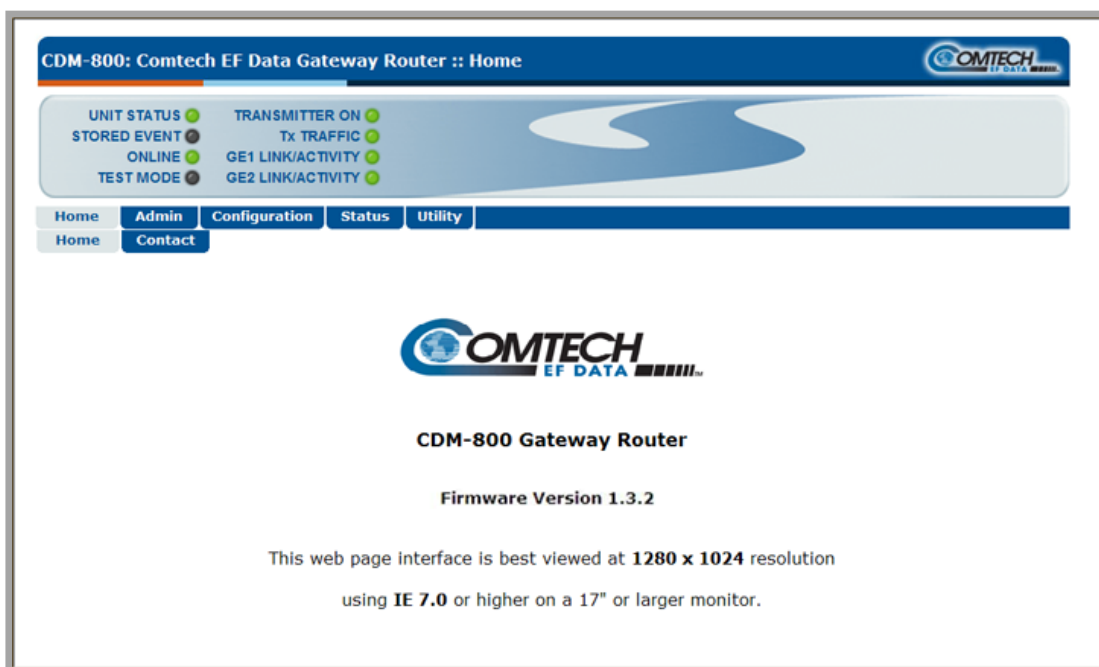 CDM-800: Comtech EF Data Gateway Router :: Home
COMTECH
EF DATA
UNIT STATUS TRANSMITTER ON
STORED EVENT Tx TRAFFIC
ONLINE GE1 LINK/ACTIVITY
TEST MODE GE2 LINK/ACTIVITY
Home Admin Configuration Status Utility
Home Contact
COMTECH
EF DATA TM
CDM-800 Gateway Router
Firmware Version 1.3.2
This web page interface is best viewed at 1280 x 1024 resolution
using IE 7.0 or higher on a 17" or larger monitor.